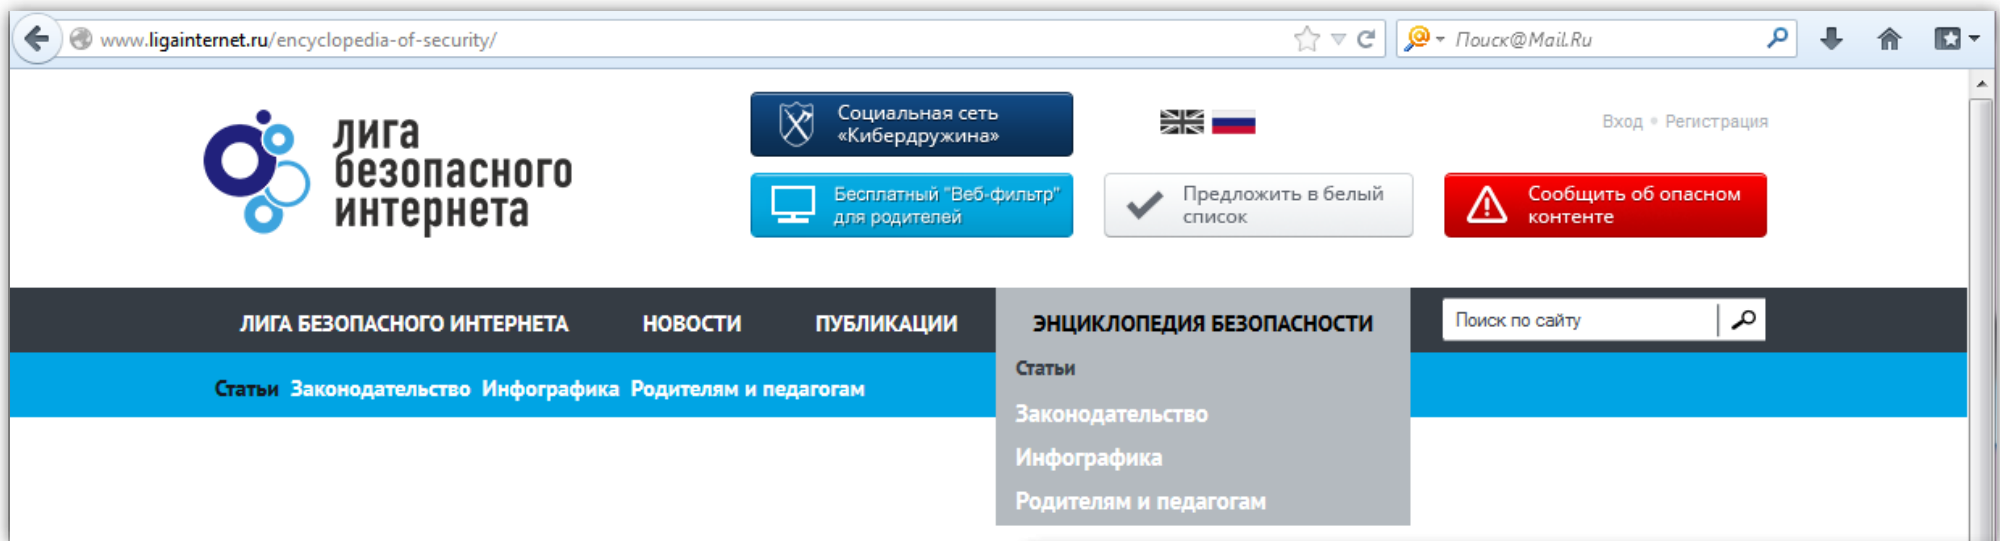 www.ligainternet.ru/encyclopedia-of-security/
Поиск@Mail.Ru
лига
безопасного
интернета
Социальная сеть
«Кибердружина»
Вход • Регистрация
Бесплатный "Веб-фильтр"
для родителей
Предложить в белый
список
Сообщить об опасном
контенте
ЛИГА БЕЗОПАСНОГО ИНТЕРНЕТА
НОВОСТИ
ПУБЛИКАЦИИ
ЭНЦИКЛОПЕДИЯ БЕЗОПАСНОСТИ
Поиск по сайту
Статьи Законодательство Инфографика Родителям и педагогам
Статьи
Законодательство
Инфографика
Родителям и педагогам